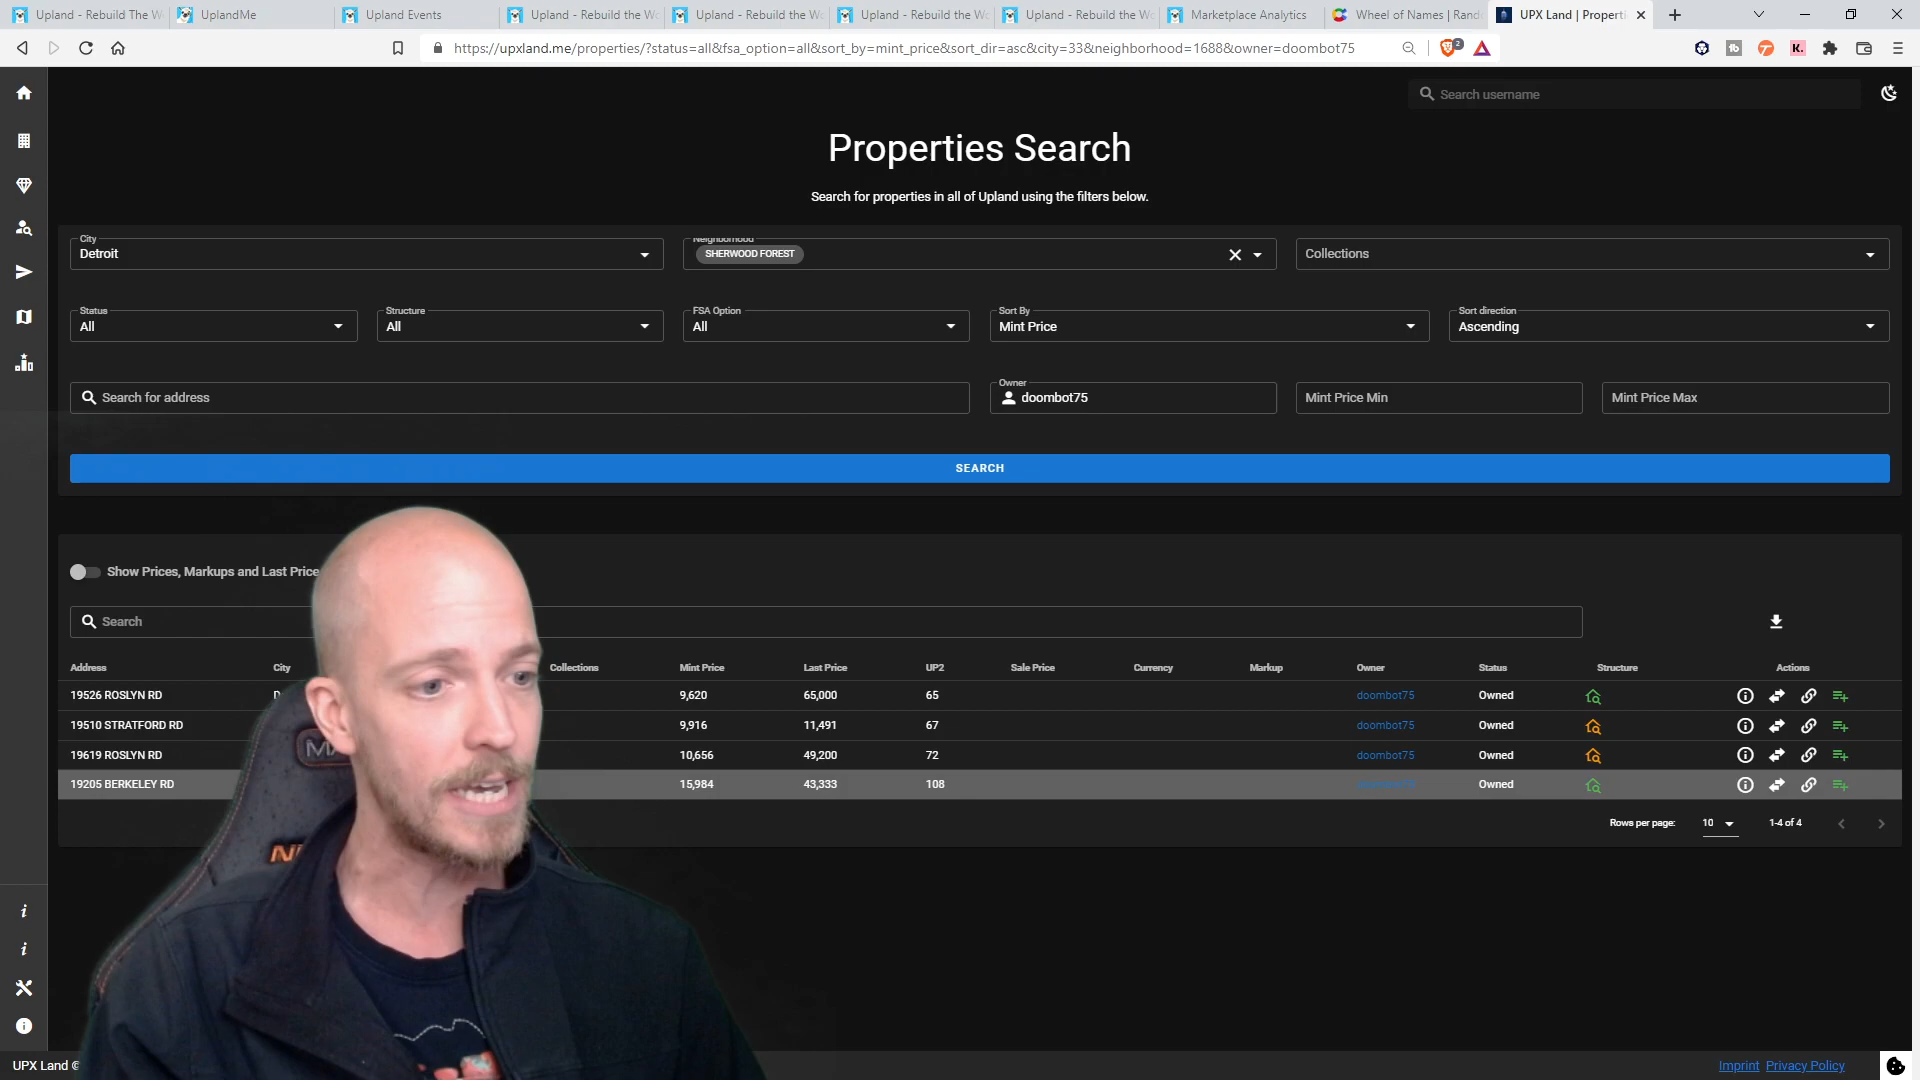 Upland - Rebuild The W
UplandMe
Upland Events
Upland - Rebuild the Wo
Upland - Rebuild the Wo
Upland - Rebuild the Wo
Upland - Rebuild the Wo
Marketplace Analytics
Wheel of Names | Rand
UPX Land | Properti
https://upxland.me/properties/?status=all&fsa_option=all&sort_by=mint_price&sort_dir=asc&city=33&neighborhood=1688&owner=doombot75
2
K.
Search username
Properties Search
Search for properties in all of Upland using the filters below.
City
Detroit
Neighborhood
SHERWOOD FOREST
Collections
Status
All
Structure
All
FSA Option
All
Sort By
Mint Price
Sort direction
Ascending
Search for address
Owner
doombot75
Mint Price Min
Mint Price Max
SEARCH
Show Prices, Markups and Last Price
Search
Address City Collections Mint Price Last Price UP2 Sale Price Currency Markup Owner Status Structure Actions
19526 ROSLYN RD 9,620 65,000 65 doombot75 Owned
19510 STRATFORD RD 9,916 11,491 67 doombot75 Owned
19619 ROSLYN RD 10,656 49,200 72 doombot75 Owned
19205 BERKELEY RD 15,984 43,333 108 doombot75 Owned
Rows per page: 10 1-4 of 4
UPX Land ©
Imprint Privacy Policy